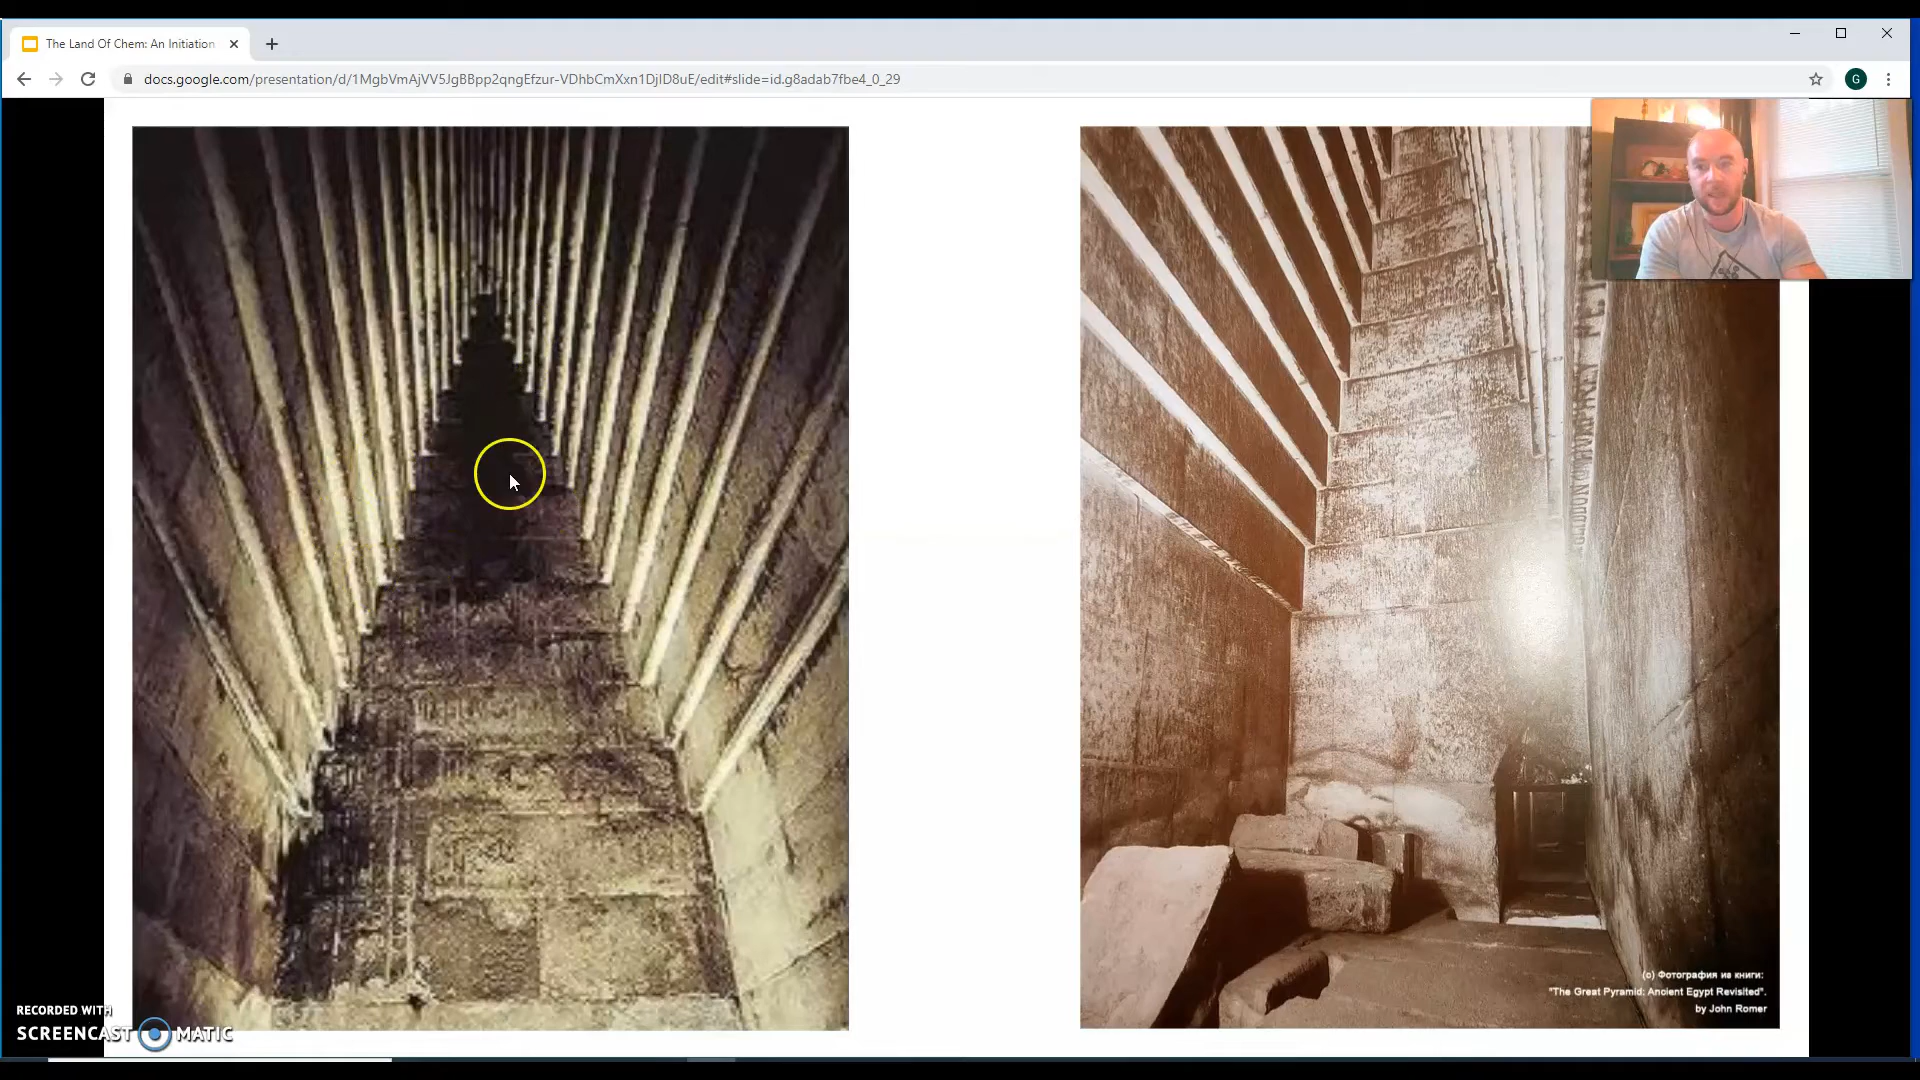 The Land Of Chem: An Initiation
docs.google.com/presentation/d/1MgbVmAjVV5JgBBpp2qngEfzur-VDhbCmXxn1DjlD8uE/edit#slide=id.g8adab7fbe4_0_29
G
(c) Фотография из книги:
"The Great Pyramid: Ancient Egypt Revisited".
by John Romer
RECORDED WITH
SCREENCAST MATIC